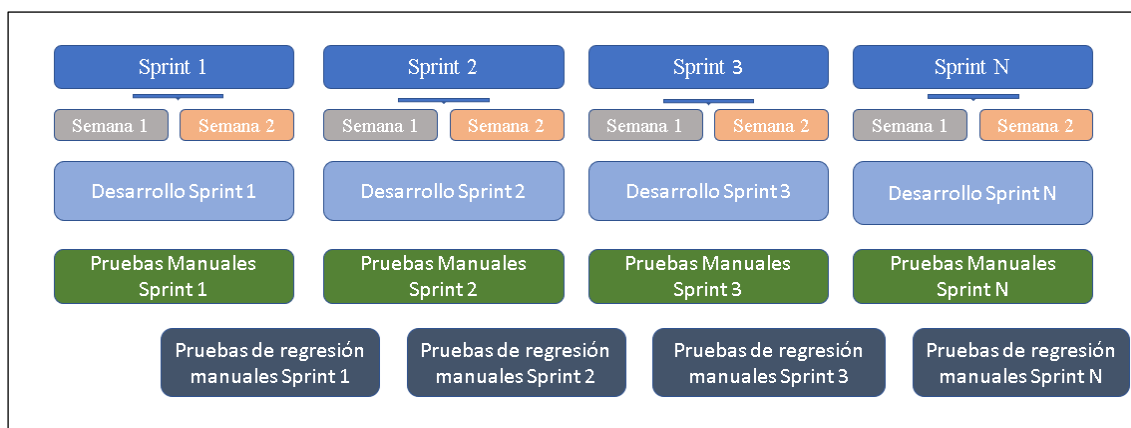 Sprint 1
Sprint 2
Sprint 3
Sprint N
Semana 1
Semana 2
Semana 1
Semana 2
Semana 1
Semana 2
Semana 1
Semana 2
Desarrollo Sprint 1
Desarrollo Sprint 2
Desarrollo Sprint 3
Desarrollo Sprint N
Pruebas Manuales
Sprint 1
Pruebas Manuales
Sprint 2
Pruebas Manuales
Sprint 3
Pruebas Manuales
Sprint N
Pruebas de regresión
manuales Sprint 1
Pruebas de regresión
manuales Sprint 2
Pruebas de regresión
manuales Sprint 3
Pruebas de regresión
manuales Sprint N